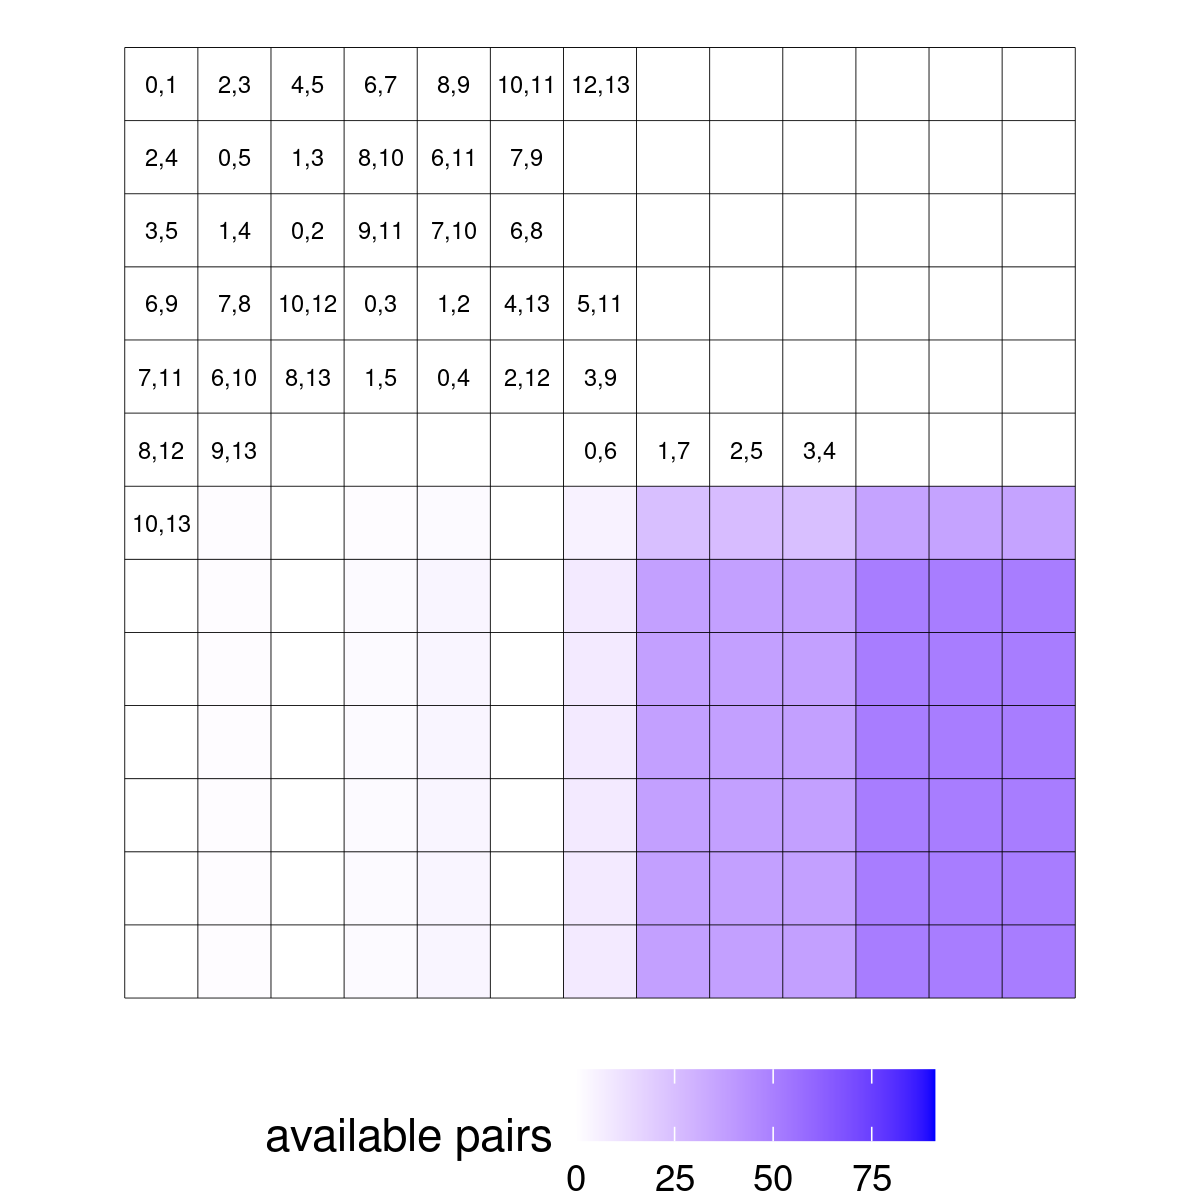 0,1 2,3 4,5 6,7 8,9 10,11 12,13
2,4 0,5 1,3 8,10 6,11 7,9
3,5 1,4 0,2 9,11 7,10 6,8
6,9 7,8 10,12 0,3 1,2 4,13 5,11
7,11 6,10 8,13 1,5 0,4 2,12 3,9
8,12 9,13 0,6 1,7 2,5 3,4
10,13
available pairs
0 25 50 75